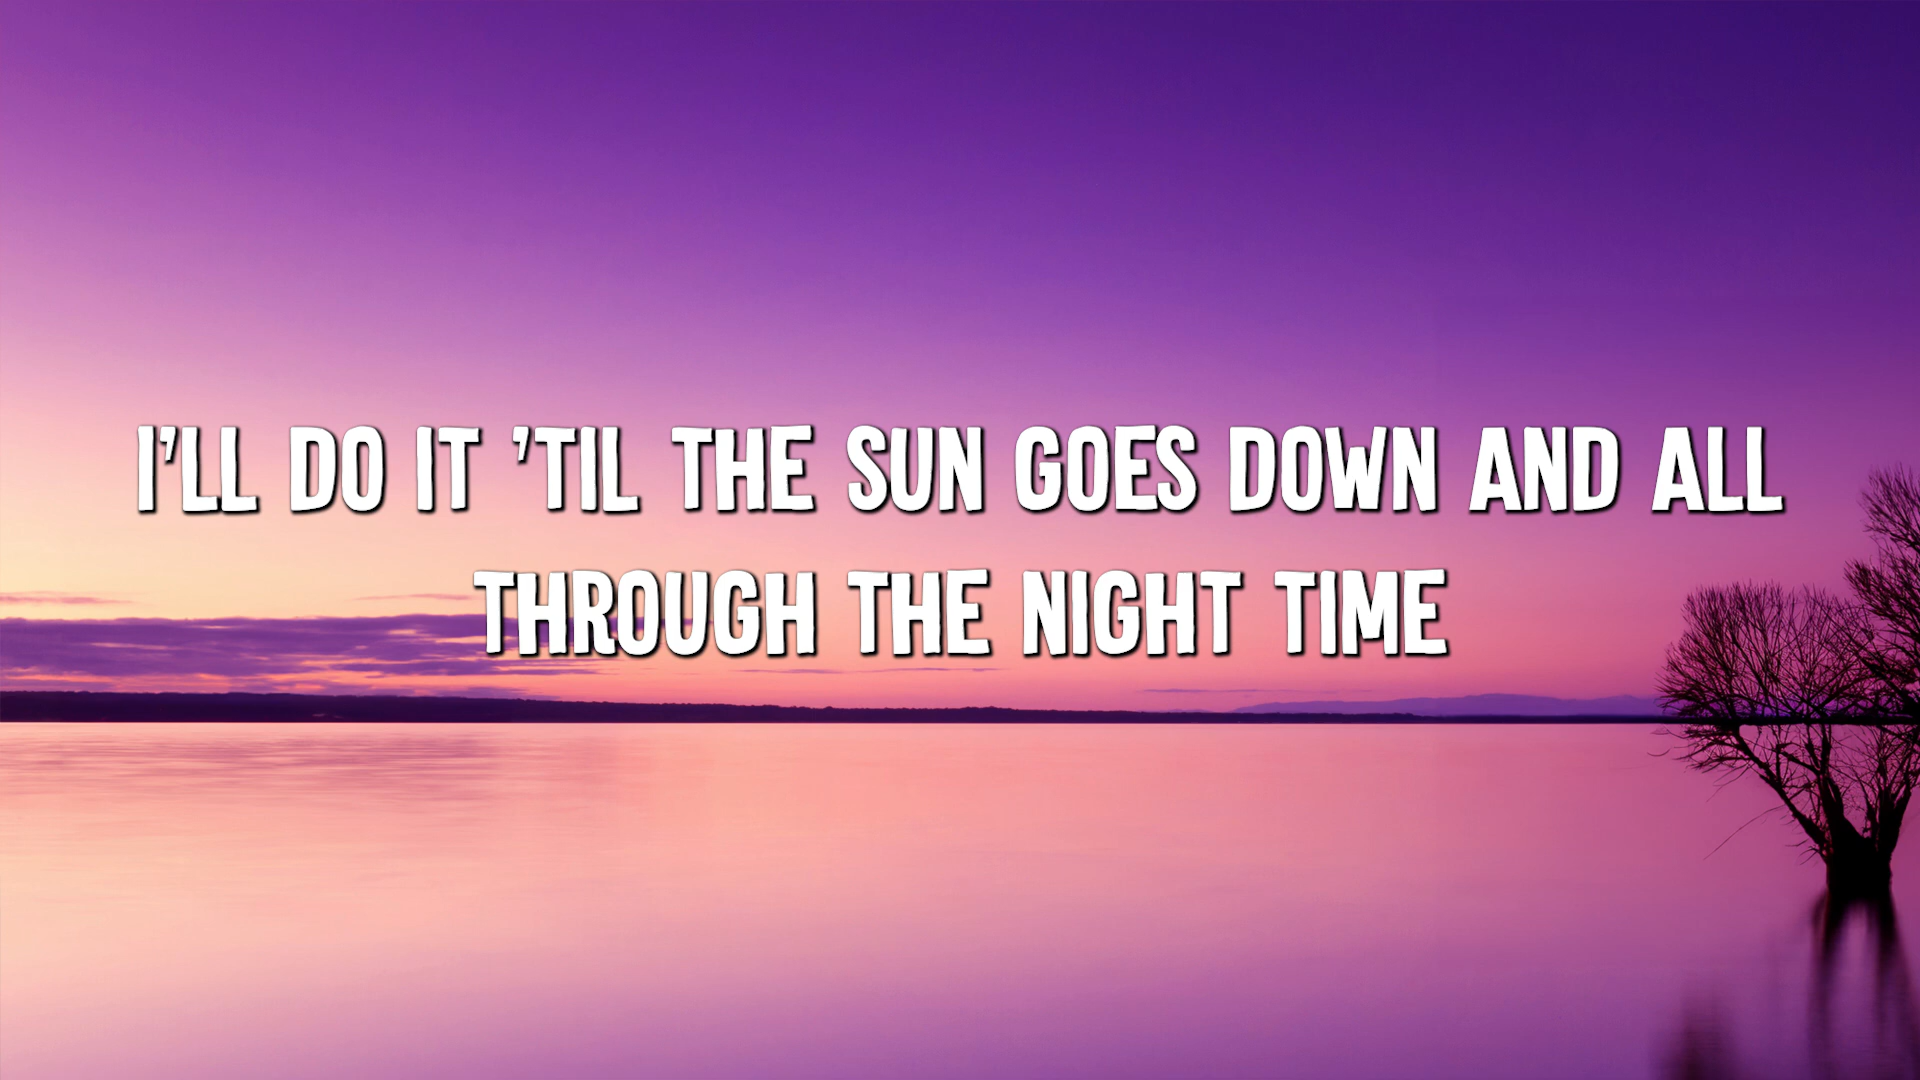 I'LL DO IT 'TIL THE SUN GOES DOWN AND ALL
THROUGH THE NIGHT TIME